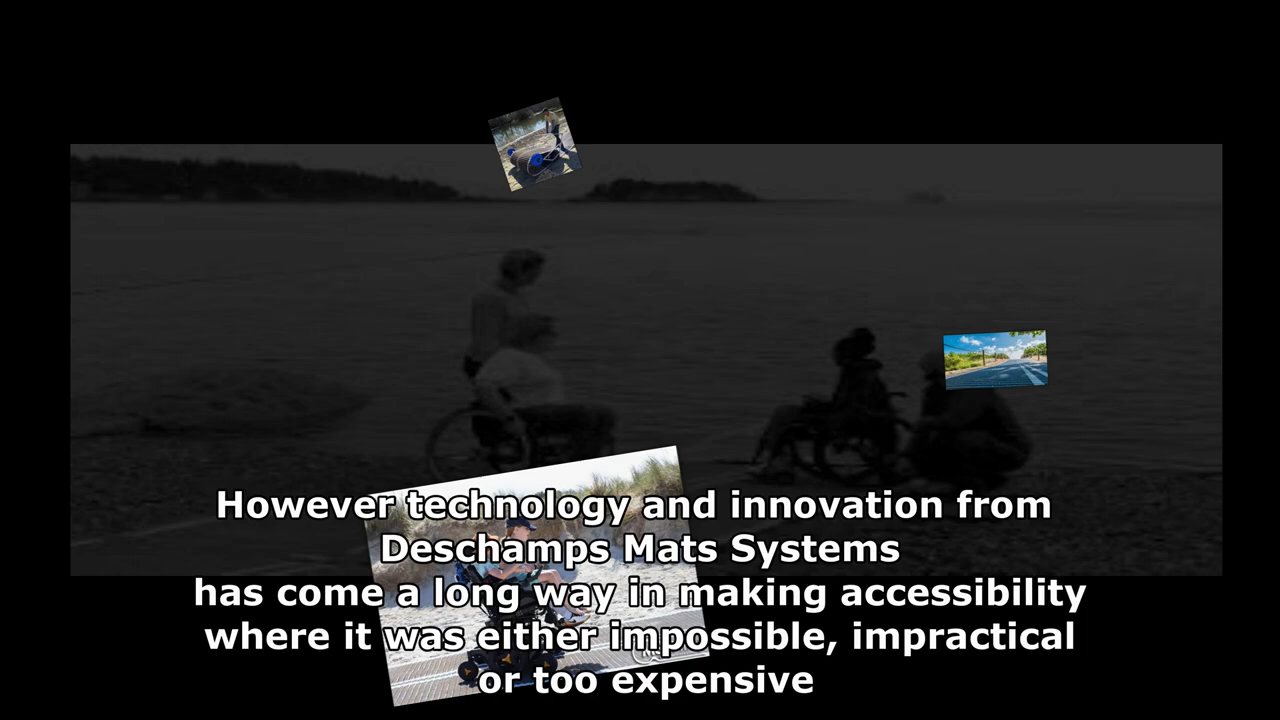 However technology and innovation from
Deschamps Mats Systems
has come a long way in making accessibility
where it was either impossible, impractical
or too expensive